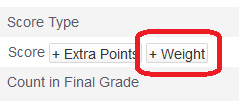 Score Type
Score + Extra Points + Weight
Count in Final Grade